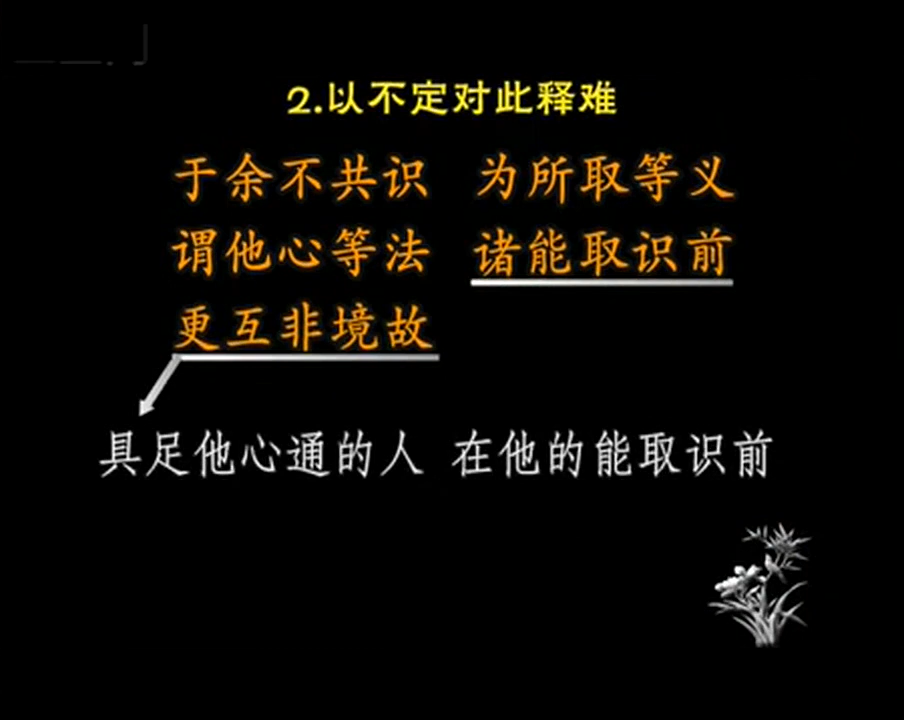 2.以不定对此释难
于余不共识 为所取等义
谓他心等法 诸能取识前
更互非境故
具足他心通的人 在他的能取识前